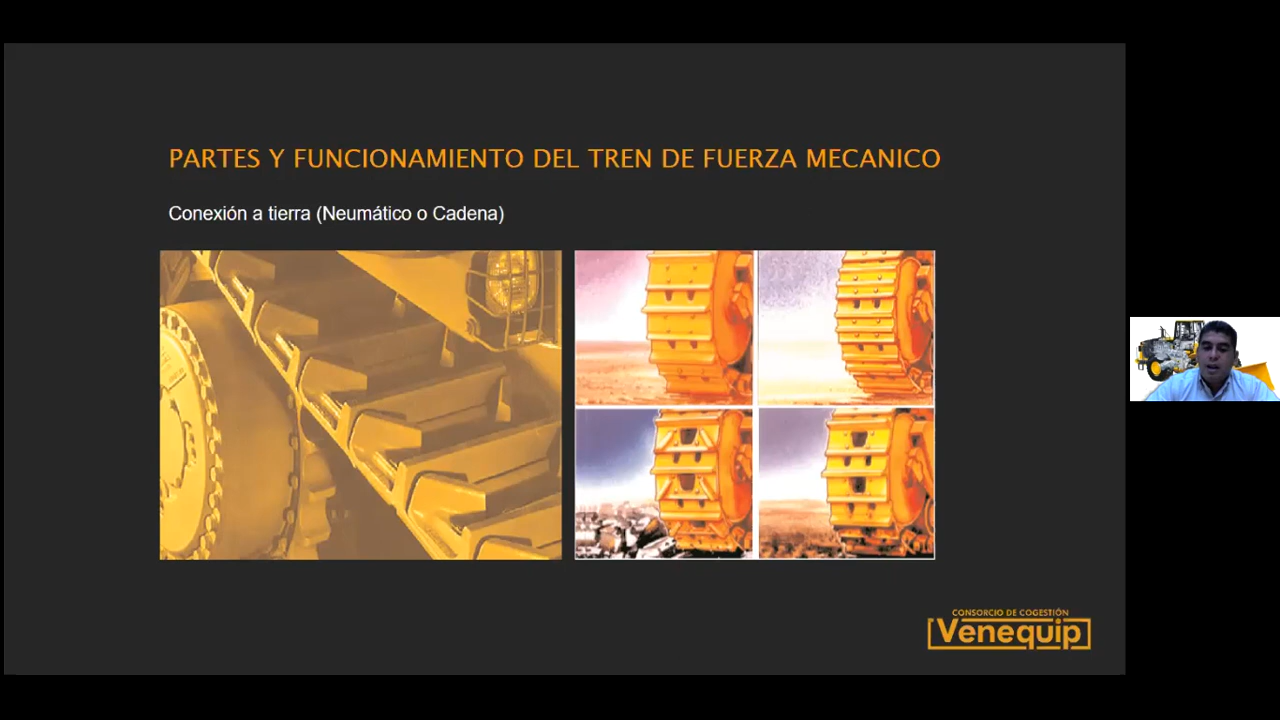 PARTES Y FUNCIONAMIENTO DEL TREN DE FUERZA MECANICO
Conexión a tierra (Neumático o Cadena)
CONSORCIO DE COGESTIÓN
Venequip